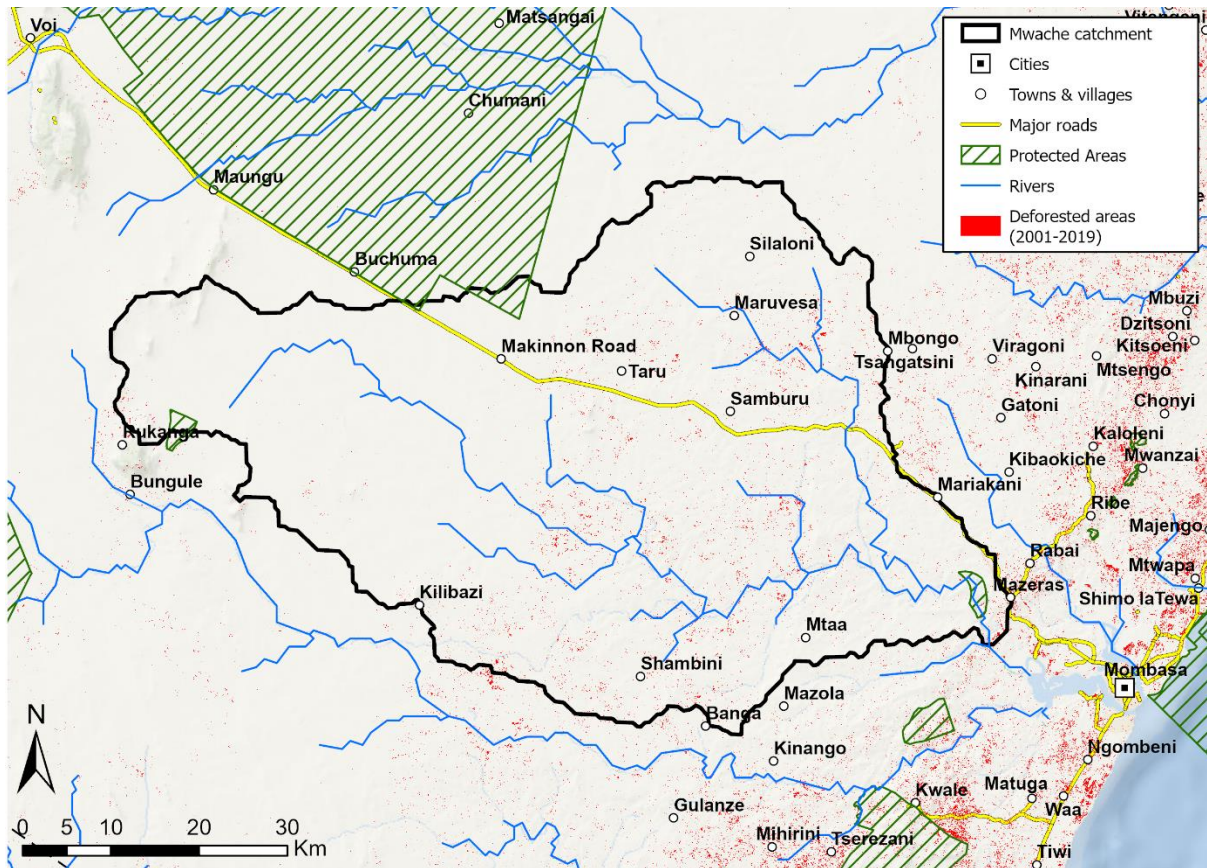 Voi
Matsangai
Chumani
Maungu
Buchuma
Silaloni
Maruvesa
Makinnon Road
Taru
Samburu
Mbongo
Tsangatsini
Viragoni
Kinarani
Gatoni
Mbuzi
Dzitsoni
Kitsoeni
Mtsengo
Chonyi
Kaloleni
Mwanzai
Kibaokiche
Mariakani
Ribe
Majengo
Rabai
Mtwapa
Mazeras
Shimo laTewa
Rukanga
Bungule
Kilibazi
Mtaa
Shambini
Mazola
Banga
Kinango
Mombasa
Ngombeni
Gulanze
Kwale
Matuga
Waa
Mihirini
Tserezani
Tiwi
Mwache catchment
Cities
Towns & villages
Major roads
Protected Areas
Rivers
Deforested areas
(2001-2019)
N
0 5 10 20 30
Km